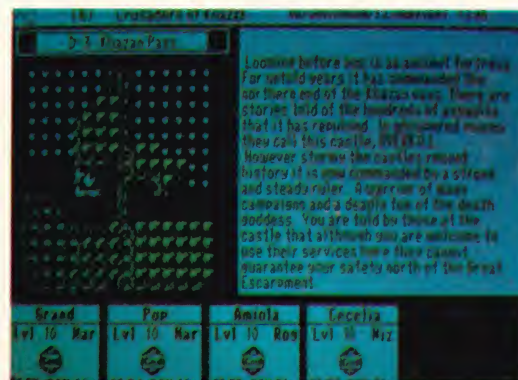 Crusaders of Khazan
D-3 Khazan Pass
Looming before you is an ancient fortress
For untold years it has commanded the
northern end of the Khazan pass. There are
stories told of the hundreds of assaults
that it has repulsed. In whispered
they call this castle,
However stormy the castles recent
history it is now commanded by a strong
and steady ruler. A warrior of many
campaigns and a deadly foe of the death
goddess. You are told by those at the
castle that although you are welcome to
use their services here they cannot
guarantee your safety north of the Great
Escarpment.
Grand
Lvl 10 War
Pop
Lvl 10 War
Amiola
Lvl 10 Rog
Cecelia
Lvl 10 Wiz